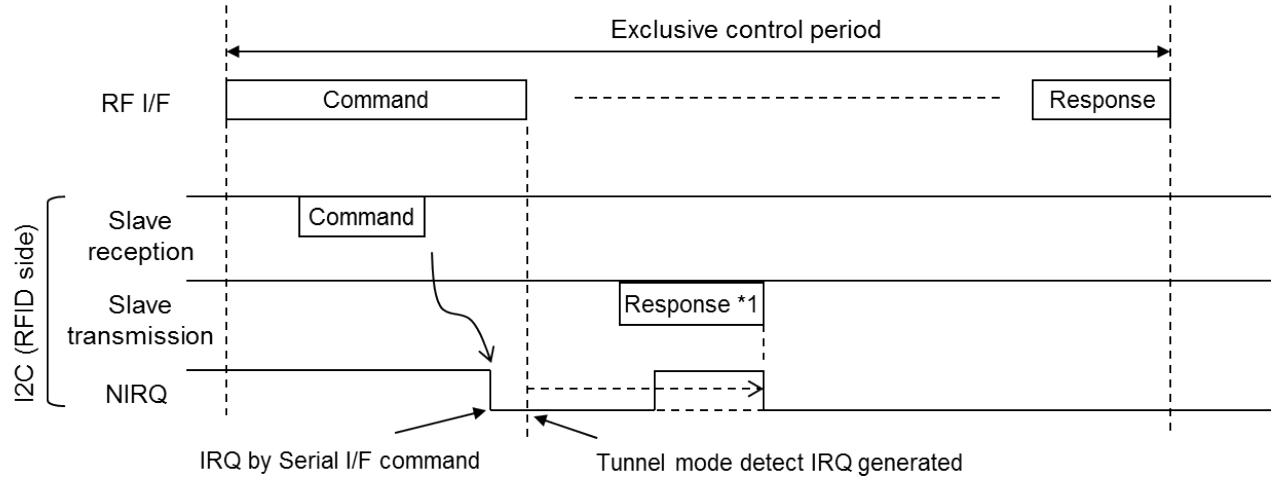 Exclusive control period
RF I/F
Command
Response
I2C (RFID side)
Slave
reception
Command
Slave
transmission
Response *1
NIRQ
IRQ by Serial I/F command
Tunnel mode detect IRQ generated